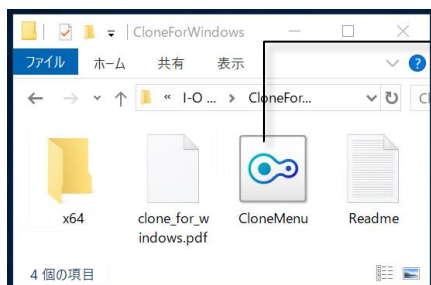 CloneForWindows
ファイル ホーム 共有 表示
« I-O ... › CloneFor...
x64
clone_for_w
indows.pdf
CloneMenu
Readme
4 個の項目